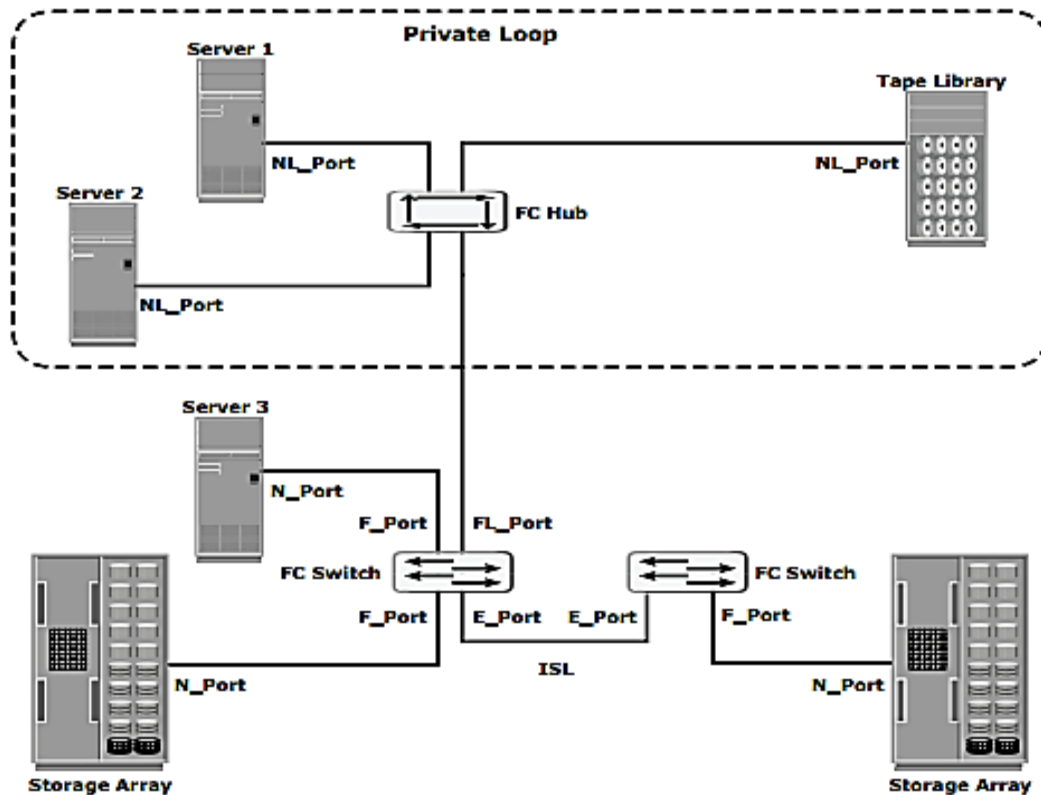 Private Loop
Server 1
Tape Library
NL_Port
NL_Port
Server 2
FC Hub
NL_Port
Server 3
N_Port
F_Port
FL_Port
FC Switch
FC Switch
F_Port
E_Port
E_Port
F_Port
ISL
N_Port
N_Port
Storage Array
Storage Array